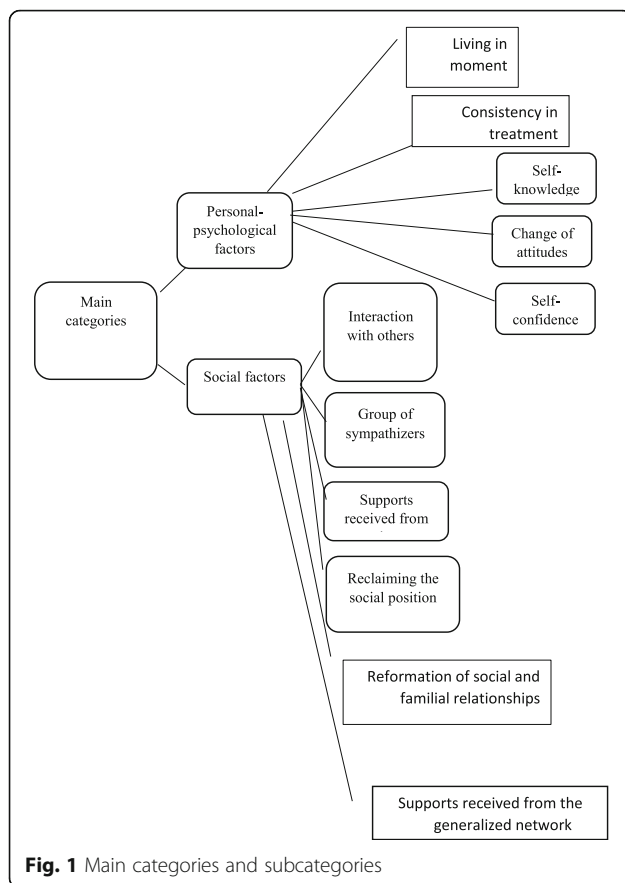 Living in
moment
Consistency in
treatment
Self-
knowledge
Personal-
psychological
factors
Change of
attitudes
Self-
confidence
Main
categories
Interaction
with others
Social factors
Group of
sympathizers
Supports
received from
Reclaiming the
social position
Reformation of social and
familial relationships
Supports received from the
generalized network
Fig. 1 Main categories and subcategories